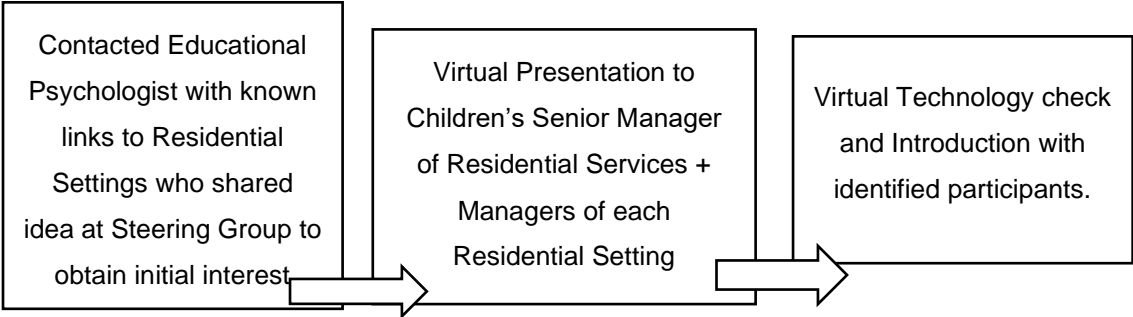 Contacted Educational
Psychologist with known
links to Residential
Settings who shared
idea at Steering Group to
obtain initial interest
Virtual Presentation to
Children's Senior Manager
of Residential Services +
Managers of each
Residential Setting
Virtual Technology check
and Introduction with
identified participants.